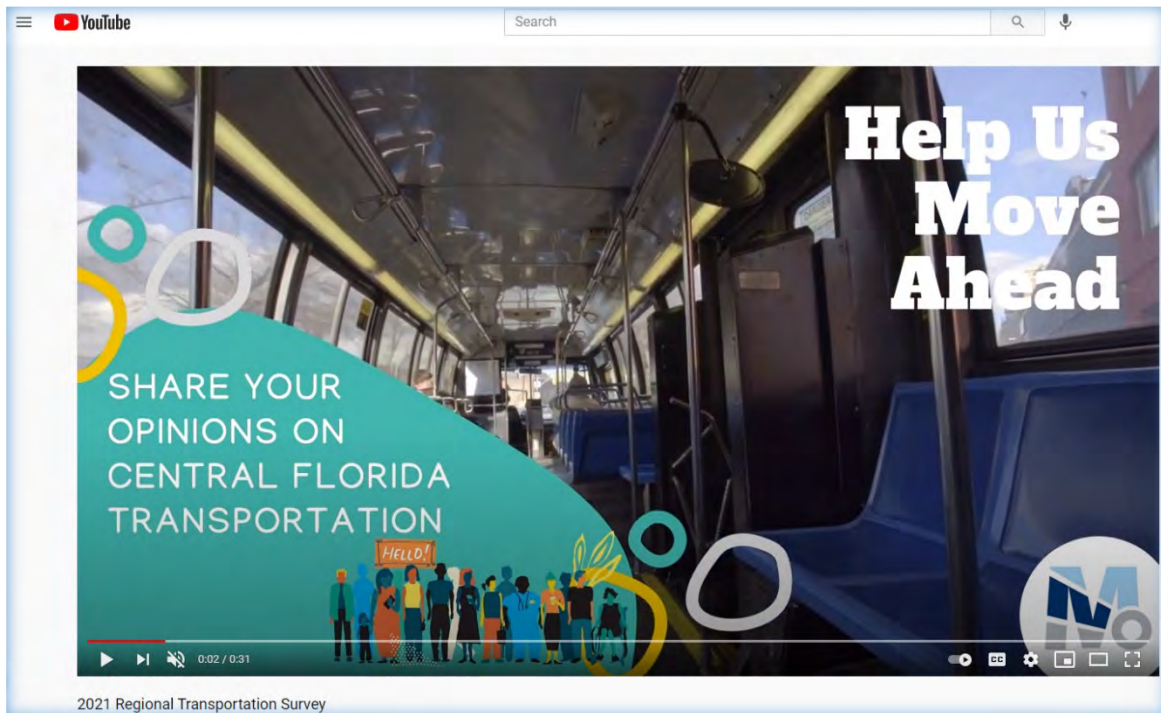 YouTube
Search
Help Us
Move
Ahead
SHARE YOUR
OPINIONS ON
CENTRAL FLORIDA
TRANSPORTATION
HELLO!
M
0:02 / 0:31
CC
2021 Regional Transportation Survey